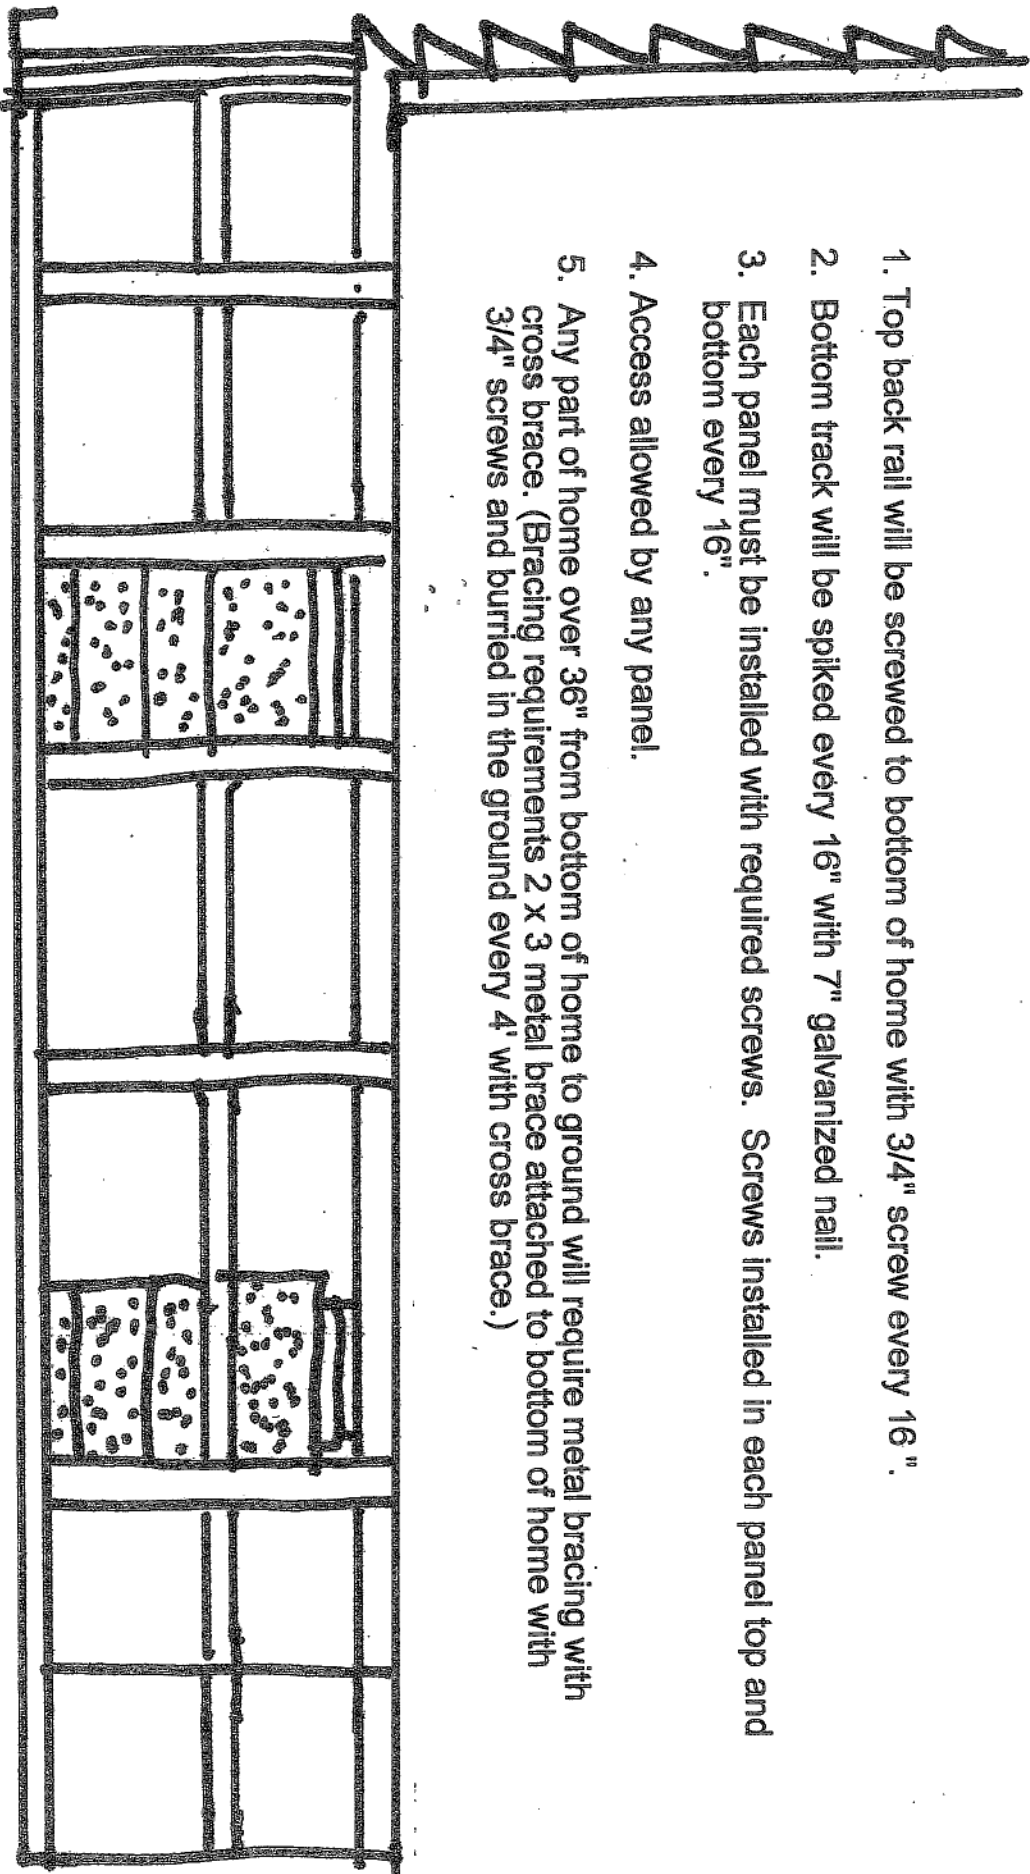 1. Top back rail will be screwed to bottom of home with 3/4" screw every 16 ".
2. Bottom track will be spiked every 16" with 7" galvanized nail.
3. Each panel must be installed with required screws. Screws installed in each panel top and
bottom every 16".
4. Access allowed by any panel.
5. Any part of home over 36" from bottom of home to ground will require metal bracing with
cross brace. (Bracing requirements 2 x 3 metal brace attached to bottom of home with
3/4" screws and burried in the ground every 4' with cross brace.)